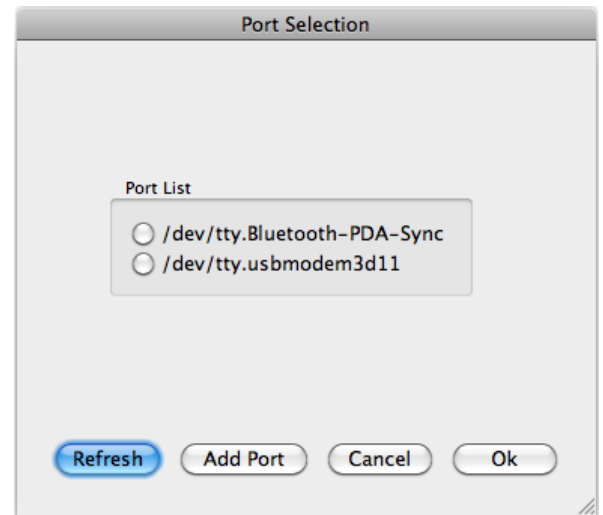 Port Selection
Port List
/dev/tty.Bluetooth-PDA-Sync
/dev/tty.usbmodem3d11
Refresh Add Port Cancel Ok